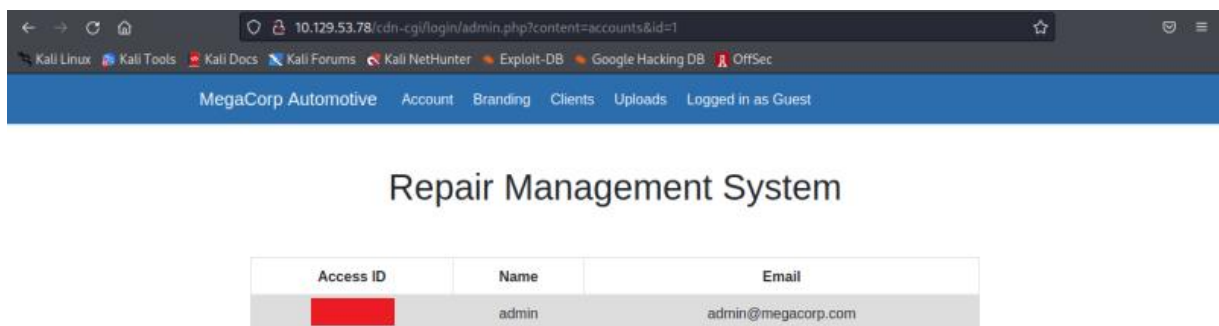 10.129.53.78/cdn-cgi/login/admin.php?content=accounts&id=1
Kali Linux Kali Tools Kali Docs Kali Forums Kali NetHunter Exploit-DB Google Hacking DB OffSec
MegaCorp Automotive Account Branding Clients Uploads Logged in as Guest
Repair Management System
Access ID Name Email
admin admin@megacorp.com